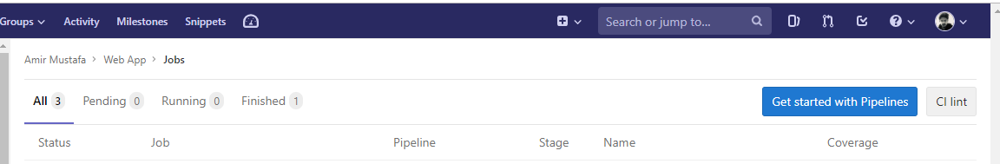 Groups Activity Milestones Snippets Search or jump to...
Amir Mustafa > Web App > Jobs
All 3 Pending 0 Running 0 Finished 1 Get started with Pipelines CI lint
Status Job Pipeline Stage Name Coverage